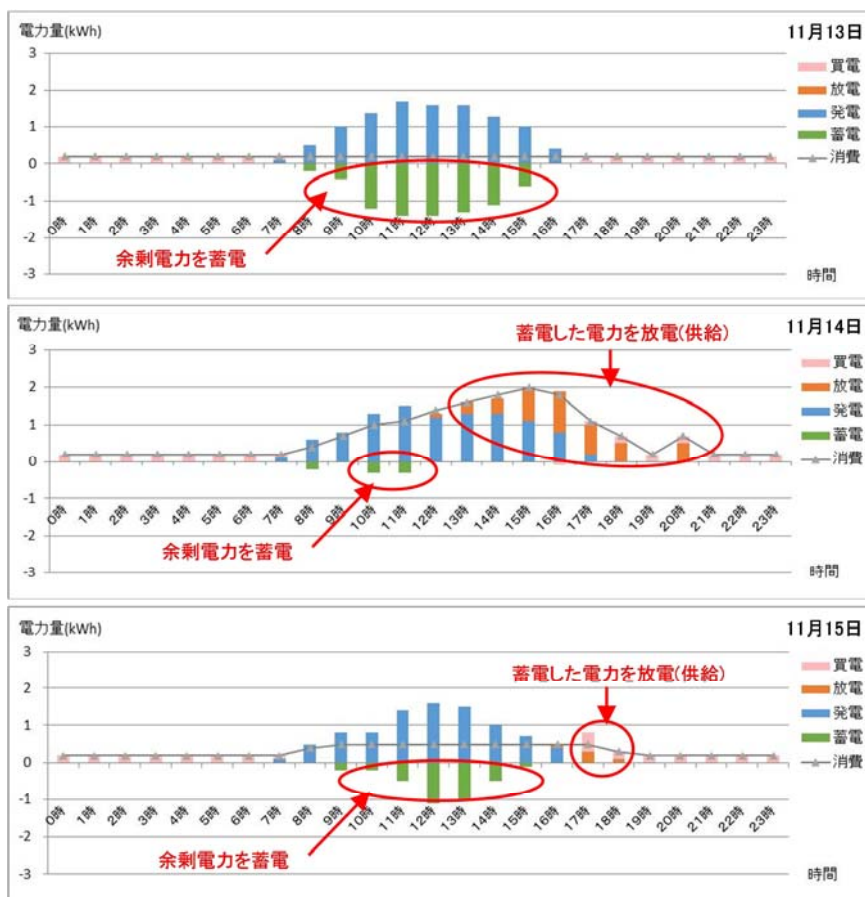 電力量(kWh)
11月13日
3
2
1
0
-1
-2
-3
買電
放電
発電
蓄電
消費
0時 1時 2時 3時 4時 5時 6時 7時 8時 9時 10時 11時 12時 13時 14時 15時 16時 17時 18時 19時 20時 21時 22時 23時
余剰電力を蓄電
時間
電力量(kWh)
蓄電した電力を放電(供給)
11月14日
3
2
1
0
-1
-2
-3
買電
放電
発電
蓄電
消費
0時 1時 2時 3時 4時 5時 6時 7時 8時 9時 10時 11時 12時 13時 14時 15時 16時 17時 18時 19時 20時 21時 22時 23時
余剰電力を蓄電
時間
電力量(kWh)
11月15日
3
2
1
0
-1
-2
-3
蓄電した電力を放電(供給)
買電
放電
発電
蓄電
消費
0時 1時 2時 3時 4時 5時 6時 7時 8時 9時 10時 11時 12時 13時 14時 15時 16時 17時 18時 19時 20時 21時 22時 23時
余剰電力を蓄電
時間